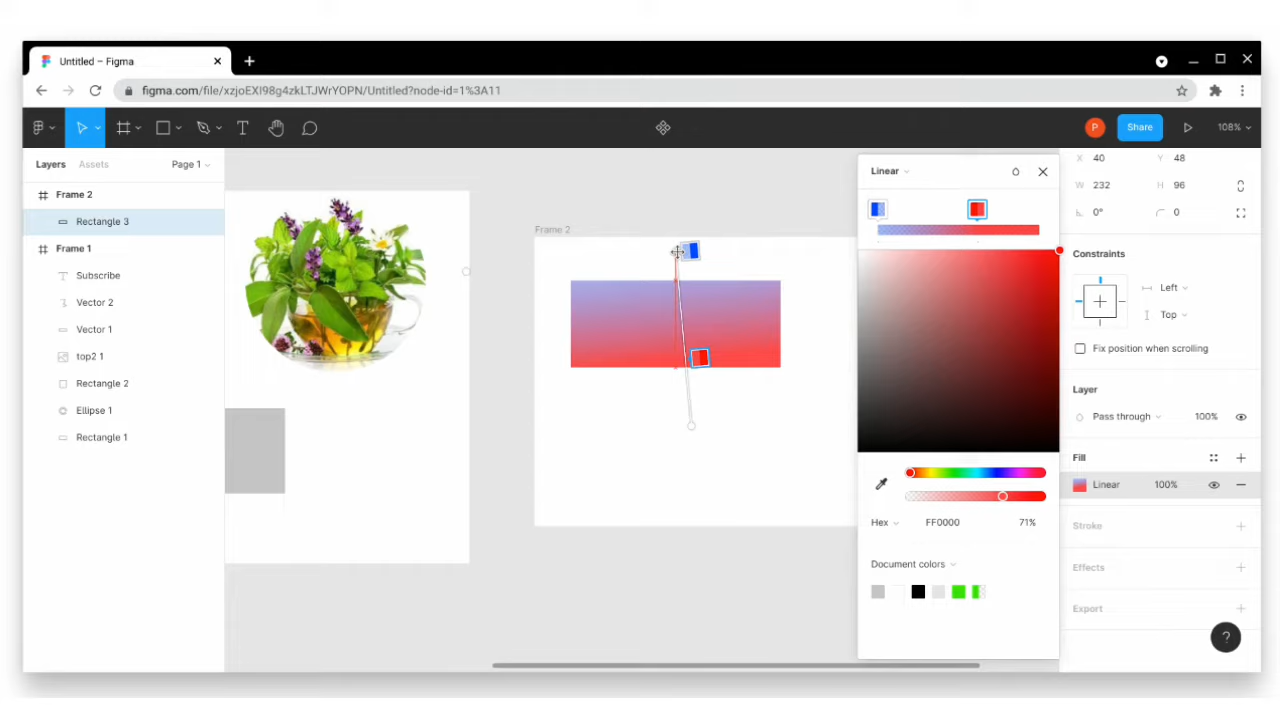 Untitled – Figma
figma.com/file/xzjoEXI98g4zkLTJWrYOPN/Untitled?node-id=1%3A11
P
Share
108%
Layers
Assets
Page 1
Frame 2
Rectangle 3
Frame 1
Subscribe
Vector 2
Vector 1
top2 1
Rectangle 2
Ellipse 1
Rectangle 1
Frame 2
Linear
Hex
FF0000
71%
Document colors
X 40
Y 48
W 232
H 96
0°
0
Constraints
Left
Top
Fix position when scrolling
Layer
Pass through
100%
Fill
Linear
100%
Stroke
Effects
Export
?